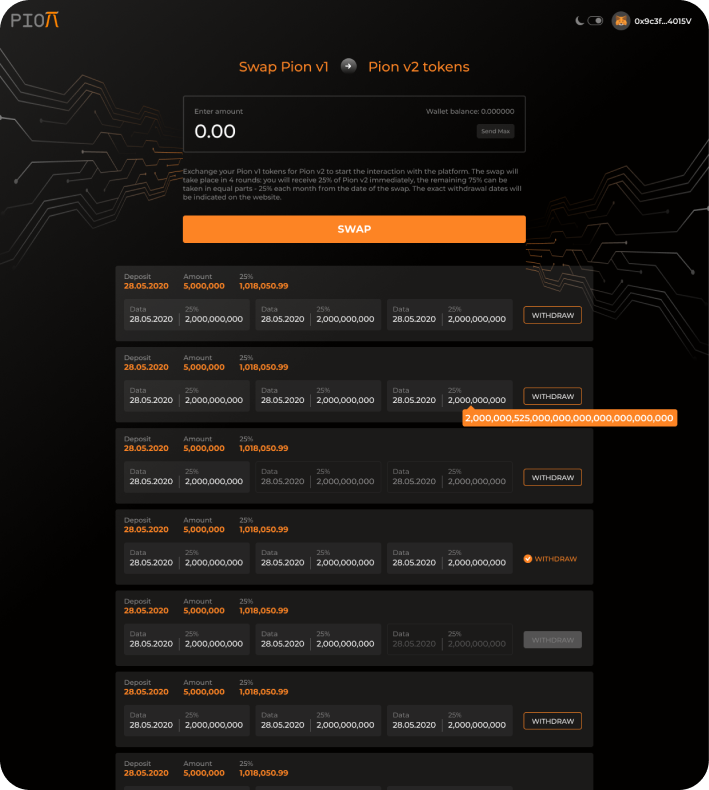 PIOπ
0x9c3f...4015V
Swap Pion v1 Pion v2 tokens
Enter amount Wallet balance: 0.000000
0.00 Send Max
Exchange your Pion v1 tokens for Pion v2 to start the interaction with the platform. The swap will
take place in 4 rounds: you will receive 25% of Pion v2 immediately, the remaining 75% can be
taken in equal parts - 25% each month from the date of the swap. The exact withdrawal dates will
be indicated on the website.
SWAP
Deposit Amount 25%
28.05.2020 5,000,000 1,018,050.99
Data 25% Data 25% Data 25%
28.05.2020 2,000,000,000 28.05.2020 2,000,000,000 28.05.2020 2,000,000,000 WITHDRAW
Deposit Amount 25%
28.05.2020 5,000,000 1,018,050.99
Data 25% Data 25% Data 25%
28.05.2020 2,000,000,000 28.05.2020 2,000,000,000 28.05.2020 2,000,000,000 WITHDRAW
2,000,000,525,000,000,000,000,000,000,000
Deposit Amount 25%
28.05.2020 5,000,000 1,018,050.99
Data 25% Data 25% Data 25%
28.05.2020 2,000,000,000 28.05.2020 2,000,000,000 28.05.2020 2,000,000,000 WITHDRAW
Deposit Amount 25%
28.05.2020 5,000,000 1,018,050.99
Data 25% Data 25% Data 25%
28.05.2020 2,000,000,000 28.05.2020 2,000,000,000 28.05.2020 2,000,000,000 WITHDRAW
Deposit Amount 25%
28.05.2020 5,000,000 1,018,050.99
Data 25% Data 25% Data 25%
28.05.2020 2,000,000,000 28.05.2020 2,000,000,000 28.05.2020 2,000,000,000 WITHDRAW
Deposit Amount 25%
28.05.2020 5,000,000 1,018,050.99
Data 25% Data 25% Data 25%
28.05.2020 2,000,000,000 28.05.2020 2,000,000,000 28.05.2020 2,000,000,000 WITHDRAW
Deposit Amount 25%
28.05.2020 5,000,000 1,018,050.99